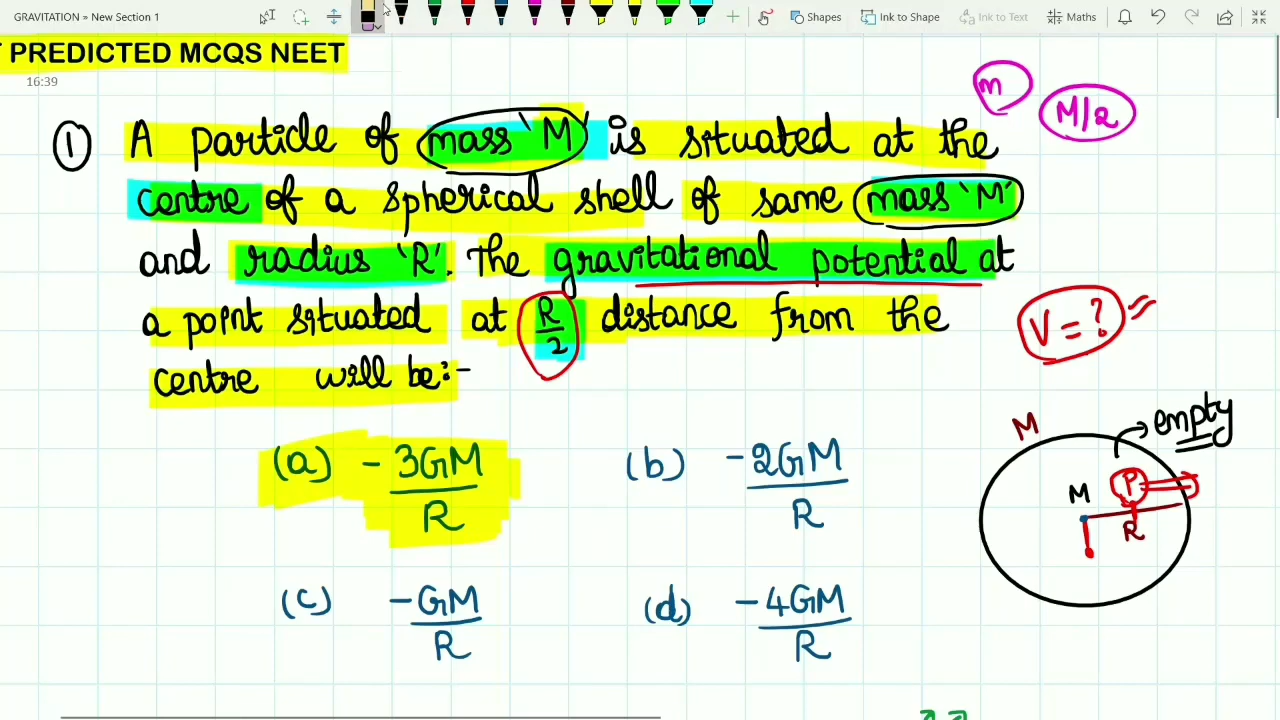 GRAVITATION » New Section 1
Shapes
Ink to Shape
Ink to Text
Maths
PREDICTED MCQS NEET
16:39
m
M/2
① A particle of mass 'M' is situated at the
centre of a spherical shell of same mass 'M'
and radius 'R'. The gravitational potential at
a point situated at R/2 distance from the
centre will be:-
V = ?
(a) - 3GM/R
(b) - 2GM/R
(c) - GM/R
(d) - 4GM/R
M
empty
M
P
R